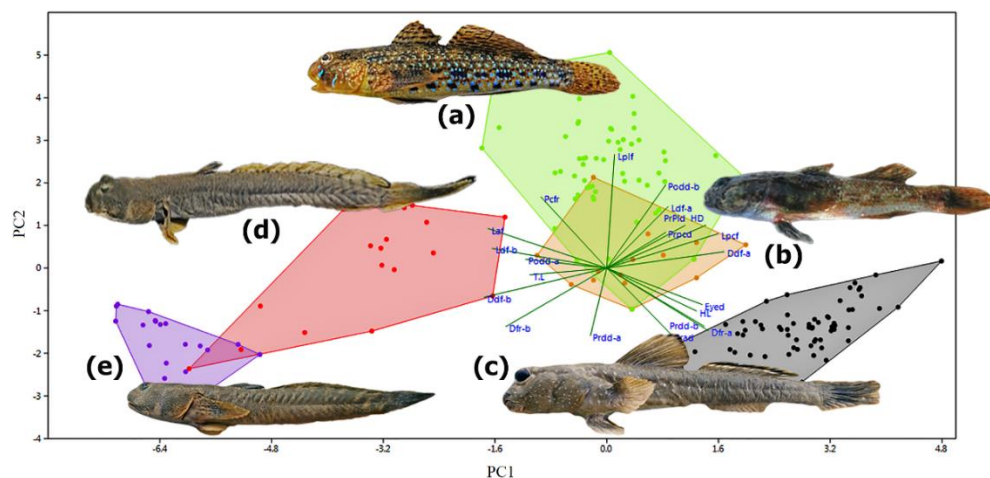 5
(a)
4
3
Lplf
2
Podd-b
(d)
Pcfr
Ldf-a
(b)
PrPld HD
PC2
1
Laf
Prpcd
Lpcf
Ldf-b
Ddf-a
Podd-a
0
T.L
Ddf-b
Eyed
-1
HL
Dfr-b
Prdd-b
Dfr-a
Prdd-a
-2
(e)
(c)
-3
-4
-6.4 -4.8 -3.2 -1.6 0.0 1.6 3.2 4.8
PC1